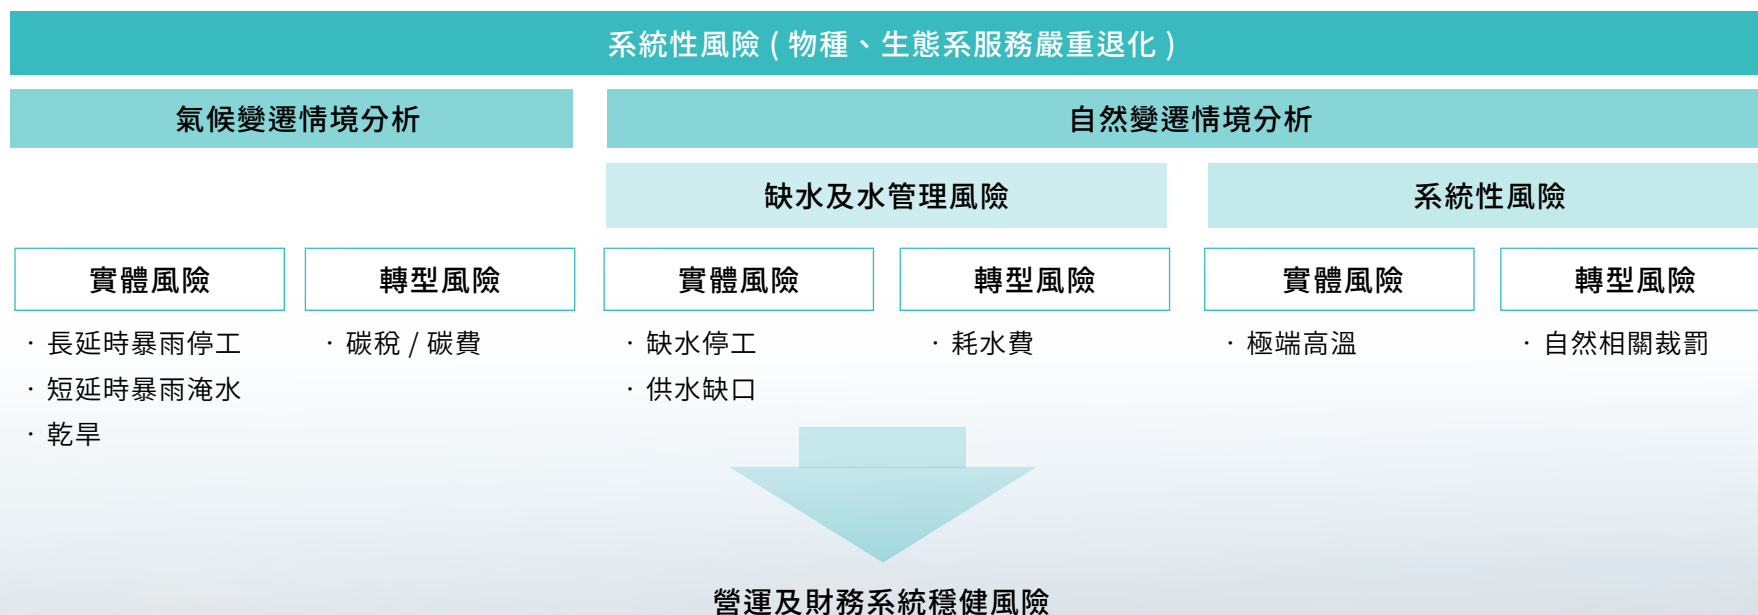 系統性風險 ( 物種、生態系服務嚴重退化 )
氣候變遷情境分析
自然變遷情境分析
缺水及水管理風險
系統性風險
實體風險
轉型風險
實體風險
轉型風險
實體風險
轉型風險
· 長延時暴雨停工
· 短延時暴雨淹水
· 乾旱
· 碳稅 / 碳費
· 缺水停工
· 供水缺口
· 耗水費
· 極端高溫
· 自然相關裁罰
營運及財務系統穩健風險